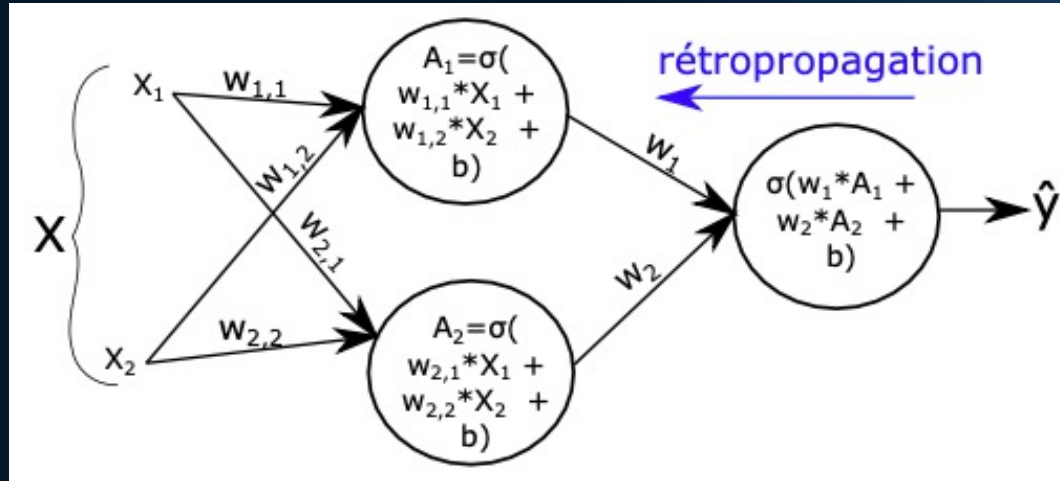 X
X₁
X₂
w₁,₁
w₁,₂
w₂,₁
w₂,₂
A₁=σ(
w₁,₁*X₁ +
w₁,₂*X₂ +
b)
A₂=σ(
w₂,₁*X₁ +
w₂,₂*X₂ +
b)
rétropropagation
w₁
w₂
σ(w₁*A₁ +
w₂*A₂ +
b)
ŷ